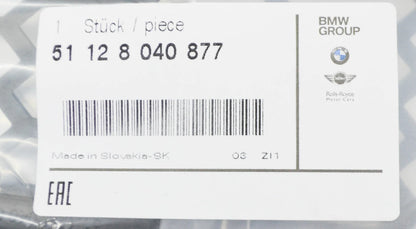 1 Stück / piece
51 12 8 040 877
BMW
GROUP
Rolls-Royce
Motor Cars
Made in Slovakia-SK 03 Z11
EAC